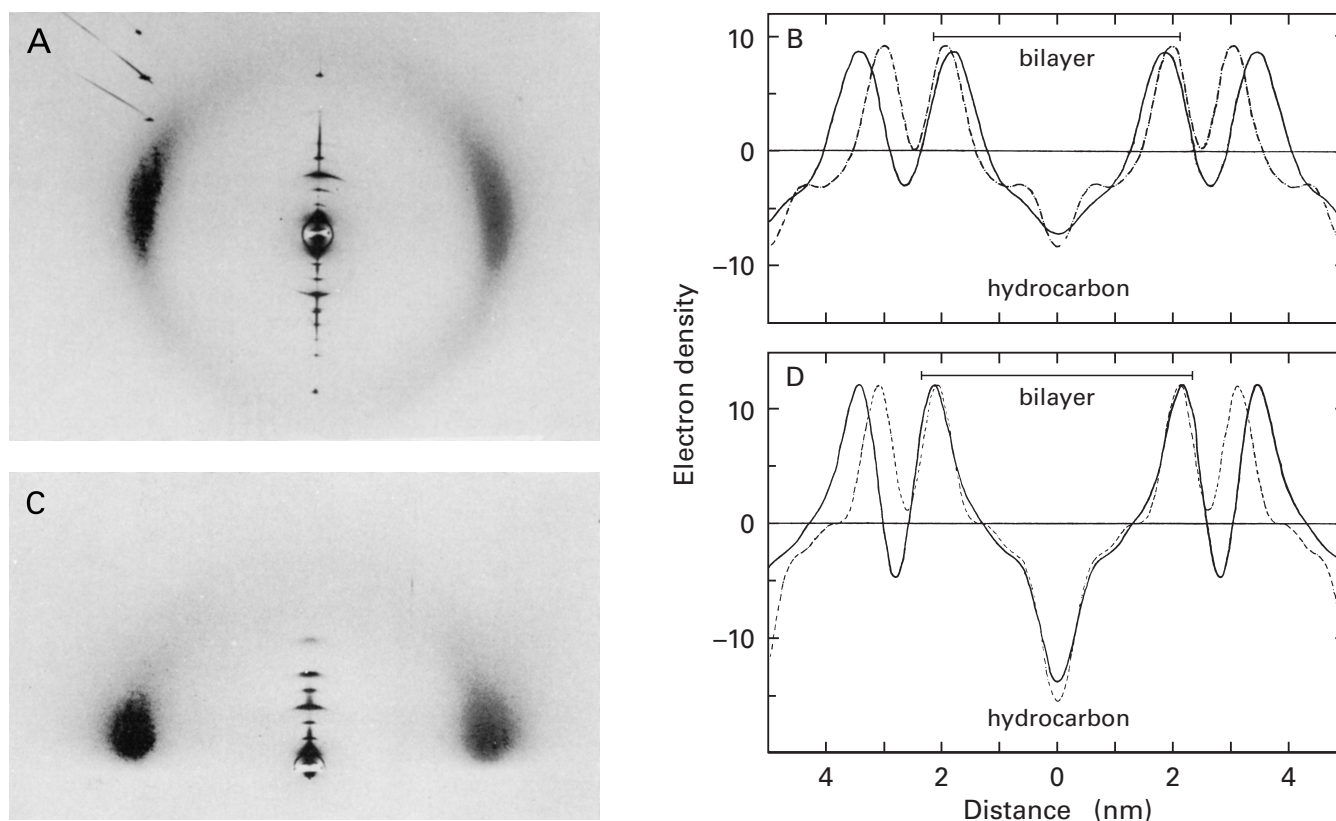 A
B
10
0
−10
bilayer
hydrocarbon
Electron density
C
D
10
0
−10
bilayer
hydrocarbon
4 2 0 2 4
Distance (nm)